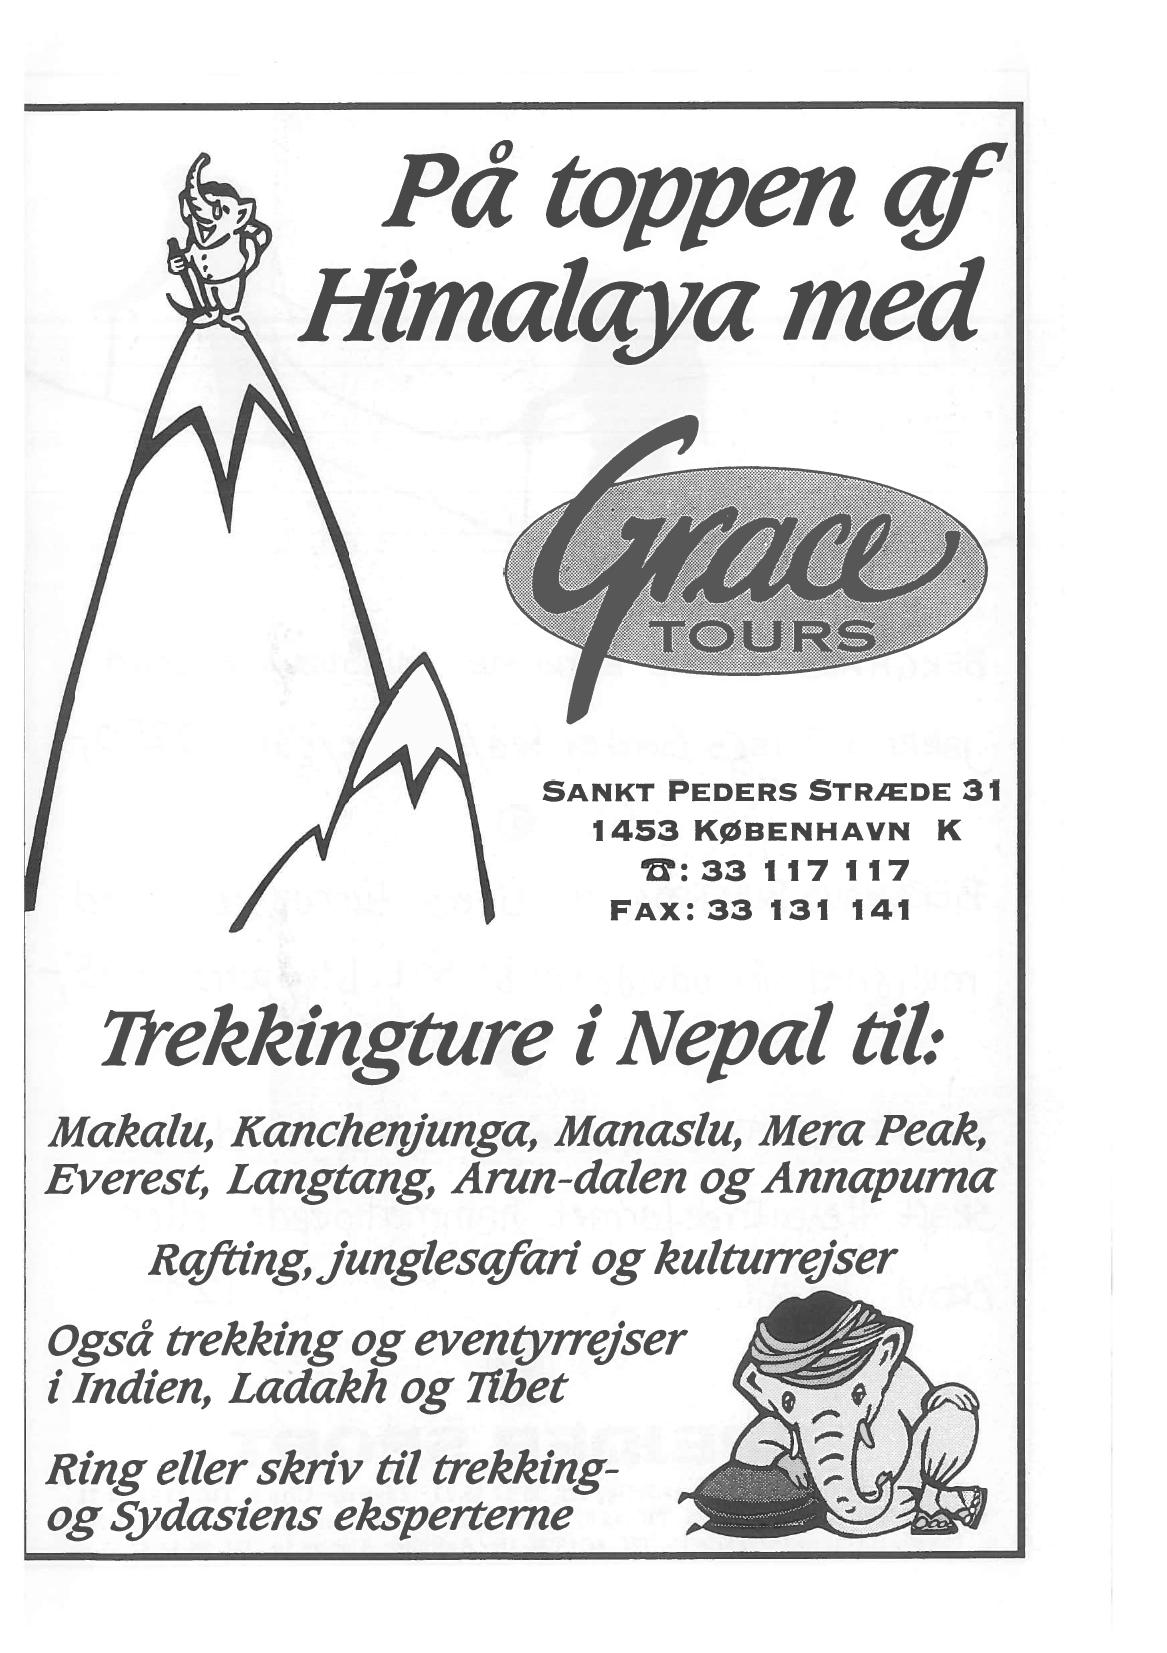 På toppen af
Himalaya med
Grace
TOURS
SANKT PEDERS STRÆDE 31
1453 KØBENHAVN K
☎: 33 117 117
FAX: 33 131 141
Trekkingture i Nepal til:
Makalu, Kanchenjunga, Manaslu, Mera Peak,
Everest, Langtang, Arun-dalen og Annapurna
Rafting, junglesafari og kulturrejser
Også trekking og eventyrrejser
i Indien, Ladakh og Tibet
Ring eller skriv til trekking-
og Sydasiens eksperterne